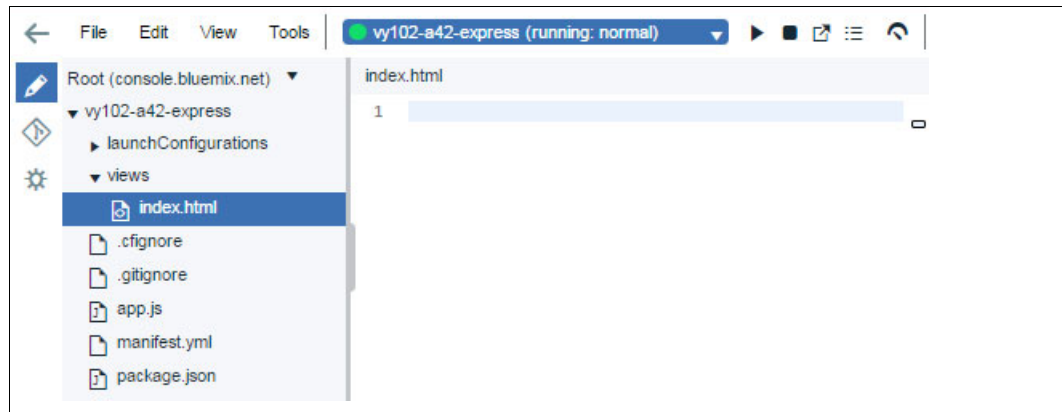 File Edit View Tools vy102-a42-express (running: normal)
Root (console.bluemix.net) index.html
vy102-a42-express 1
launchConfigurations
views
index.html
.cfignore
.gitignore
app.js
manifest.yml
package.json